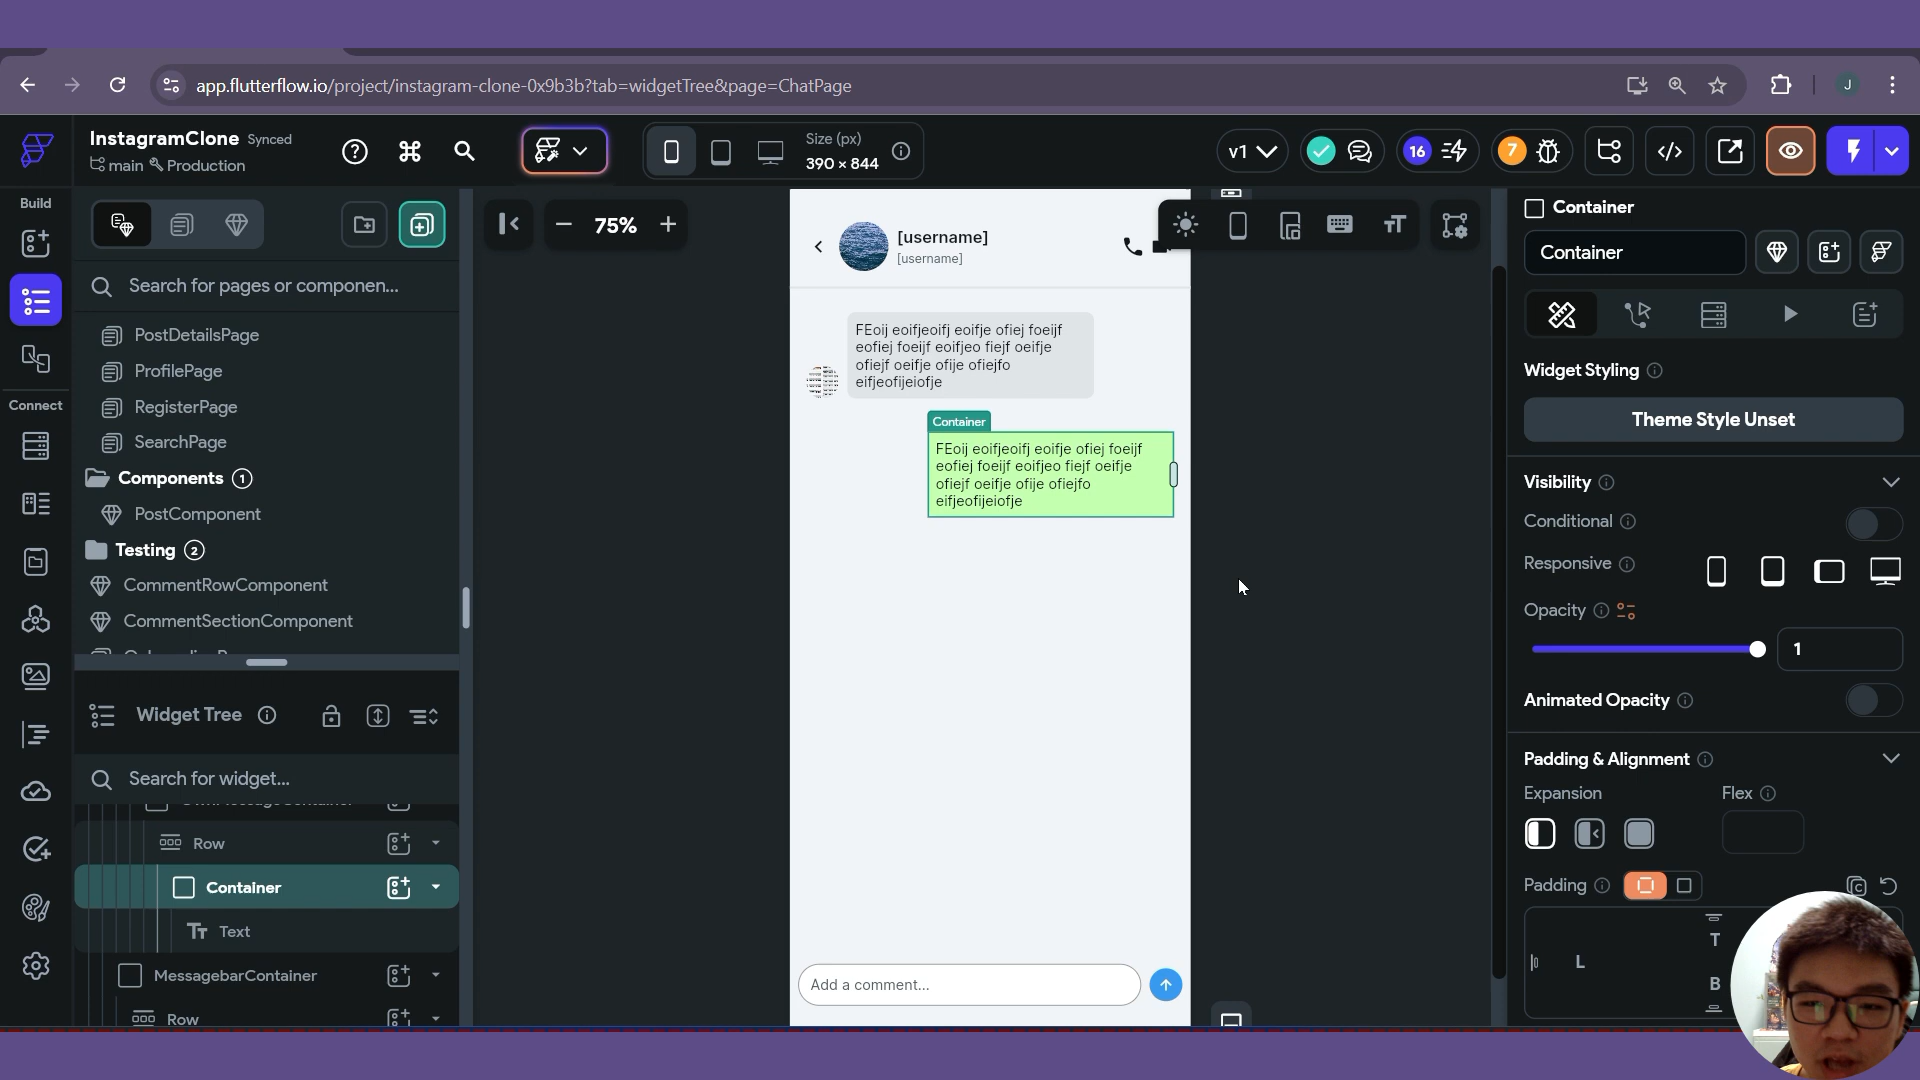 app.flutterflow.io/project/instagram-clone-0x9b3b?tab=widgetTree&page=ChatPage
J
InstagramClone Synced
main Production
Size (px)
390 × 844
v1
16
7
Build
Connect
75%
Search for pages or componen...
PostDetailsPage
ProfilePage
RegisterPage
SearchPage
Components 1
PostComponent
Testing 2
CommentRowComponent
CommentSectionComponent
Widget Tree
Search for widget...
Row
Container
Text
MessagebarContainer
Row
[username]
[username]
FEoij eoifjeoifj eoifje ofiej foeijf
eofiej foeijf eoifjeo fiejf oeifje
ofiejf oeifje ofije ofiejfo
eifjeofijeiofje
Container
FEoij eoifjeoifj eoifje ofiej foeijf
eofiej foeijf eoifjeo fiejf oeifje
ofiejf oeifje ofije ofiejfo
eifjeofijeiofje
Add a comment...
Container
Container
Widget Styling
Theme Style Unset
Visibility
Conditional
Responsive
Opacity
1
Animated Opacity
Padding & Alignment
Expansion Flex
Padding
T
L
B